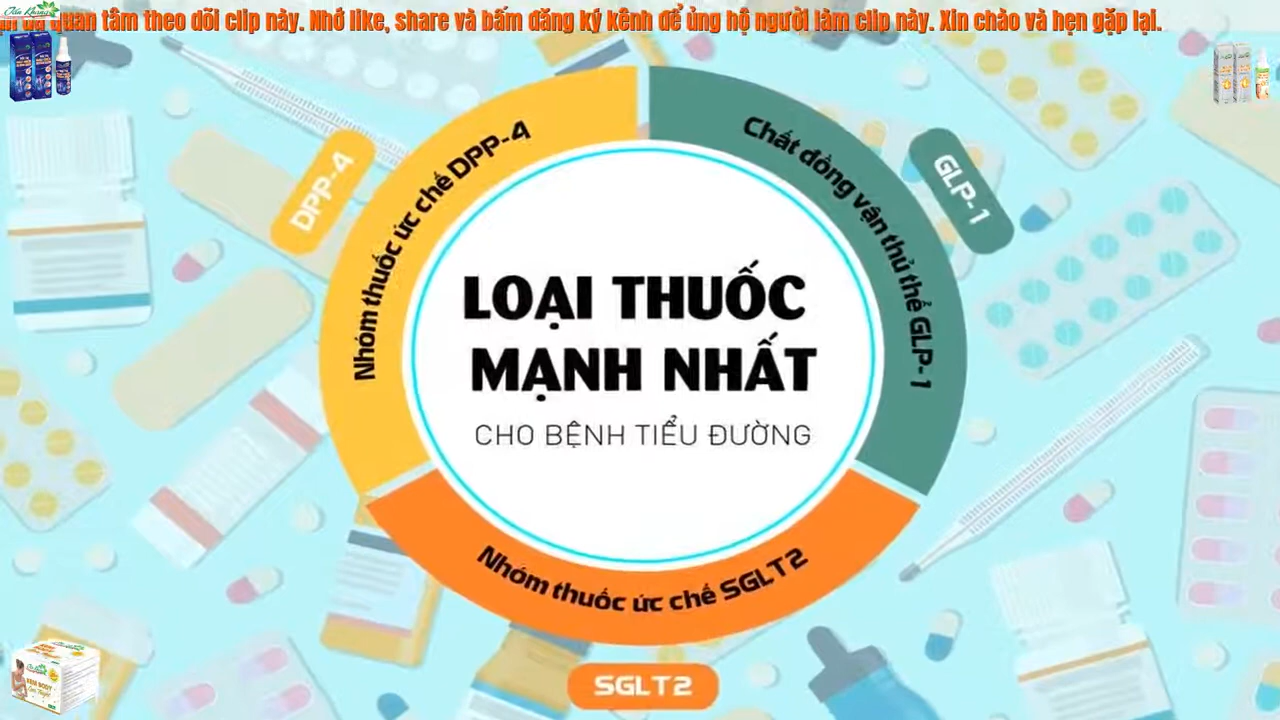 quan tâm theo dõi clip này. Nhớ like, share và bấm đăng ký kênh để ủng hộ người làm clip này. Xin chào và hẹn gặp lại.
DPP-4
Nhóm thuốc ức chế DPP-4
Chất đồng vận thủ thể GLP-1
GLP-1
LOẠI THUỐC
MẠNH NHẤT
CHO BỆNH TIỂU ĐƯỜNG
Nhóm thuốc ức chế SGLT2
SGLT2